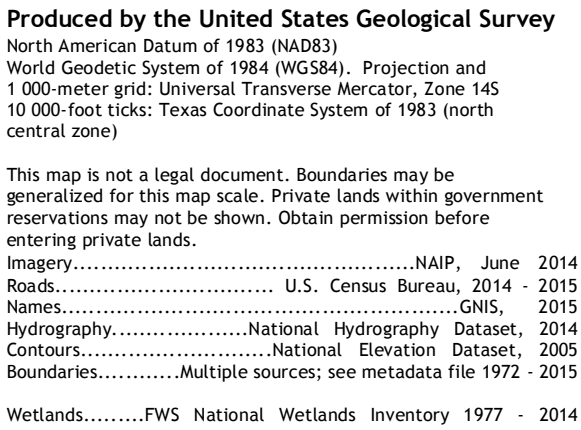 Produced by the United States Geological Survey
North American Datum of 1983 (NAD83)
World Geodetic System of 1984 (WGS84).  Projection and
1 000-meter grid: Universal Transverse Mercator, Zone 14S
10 000-foot ticks: Texas Coordinate System of 1983 (north
central zone)
This map is not a legal document. Boundaries may be
generalized for this map scale. Private lands within government
reservations may not be shown. Obtain permission before
entering private lands.
Imagery.............................................NAIP, June 2014
Roads............................. U.S. Census Bureau, 2014 - 2015
Names....................................................GNIS, 2015
Hydrography..................National Hydrography Dataset, 2014
Contours.........................National Elevation Dataset, 2005
Boundaries...........Multiple sources; see metadata file 1972 - 2015
Wetlands.........FWS National Wetlands Inventory 1977 - 2014